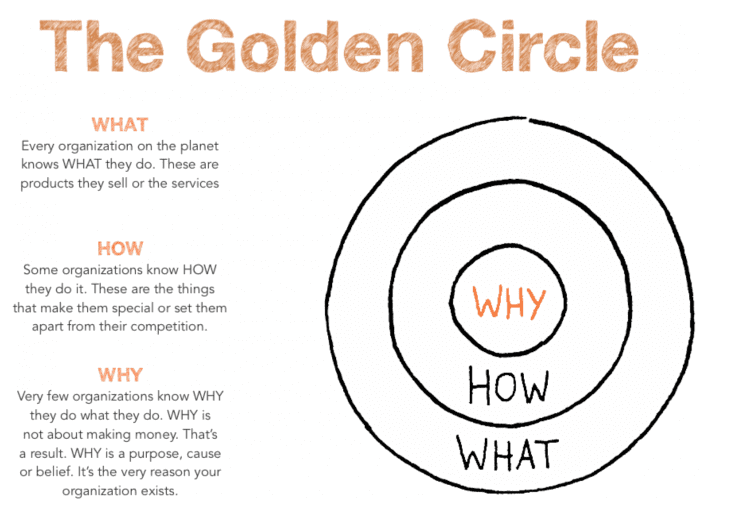 The Golden Circle
WHAT
Every organization on the planet
knows WHAT they do. These are
products they sell or the services
HOW
Some organizations know HOW
they do it. These are the things
that make them special or set them
apart from their competition.
WHY
Very few organizations know WHY
they do what they do. WHY is
not about making money. That's
a result. WHY is a purpose, cause
or belief. It's the very reason your
organization exists.
WHY
HOW
WHAT